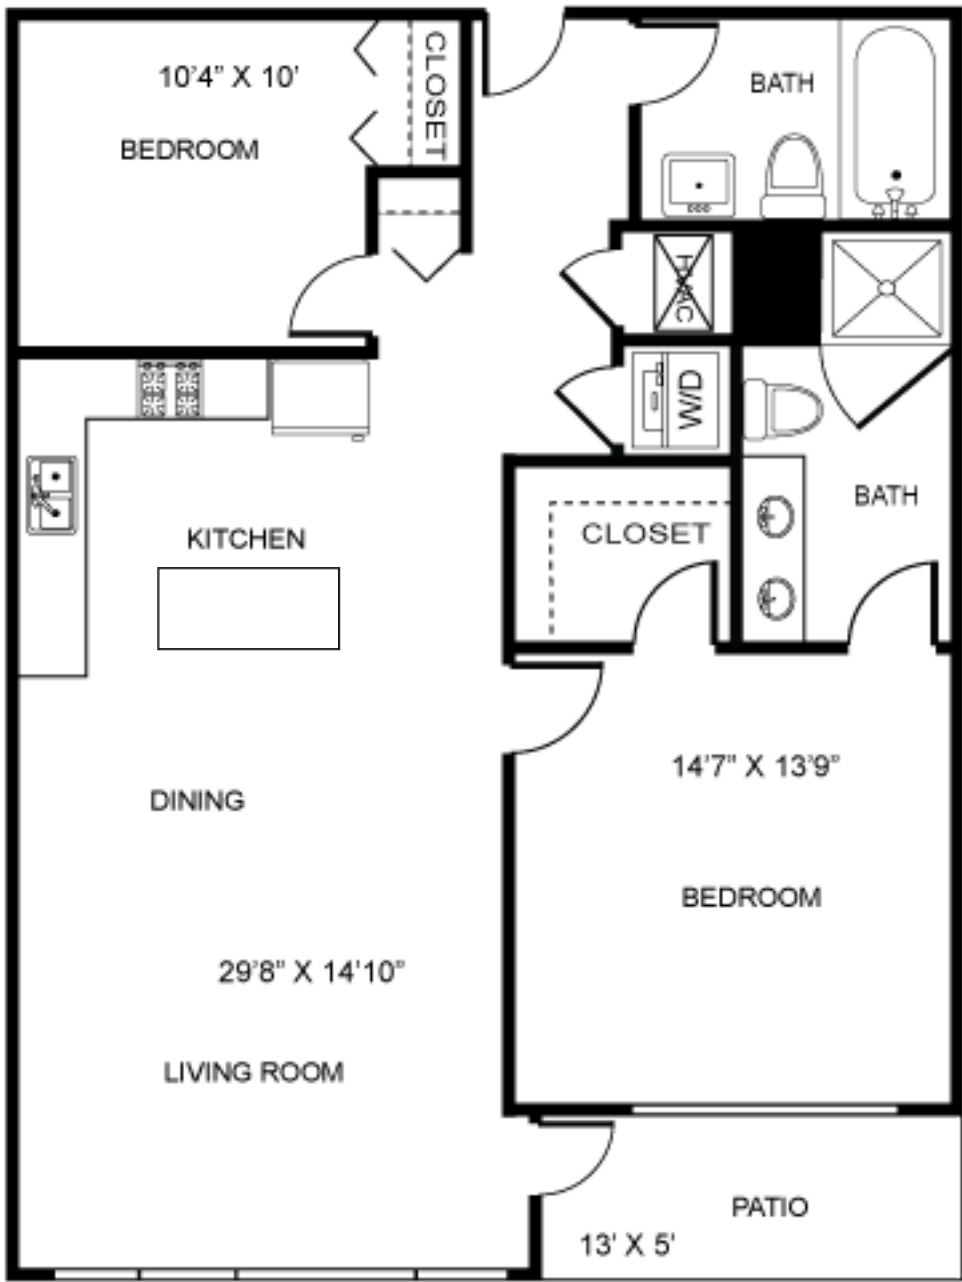 10'4” X 10'
BEDROOM
CLOSET
BATH
HVAC
W/D
BATH
CLOSET
KITCHEN
14'7” X 13'9”
DINING
BEDROOM
29'8” X 14'10”
LIVING ROOM
PATIO
13' X 5'